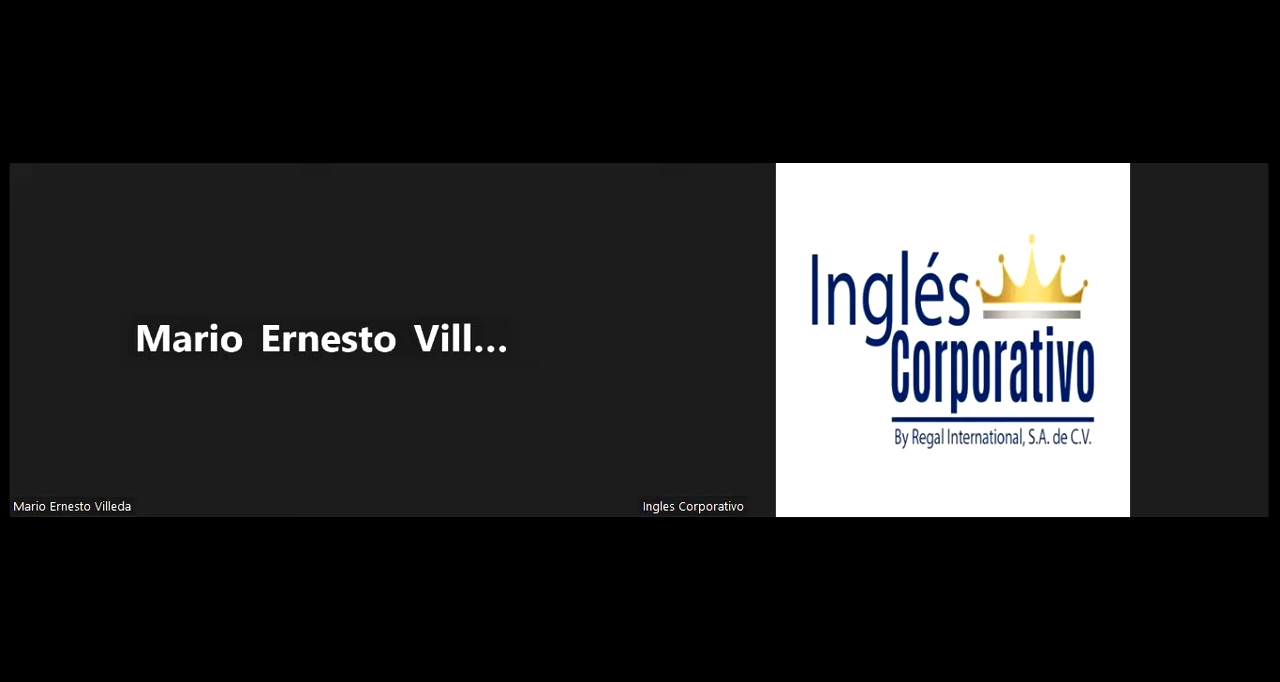 Mario Ernesto Vill...
Mario Ernesto Villeda
Inglés
Corporativo
By Regal International, S.A. de C.V.
Ingles Corporativo